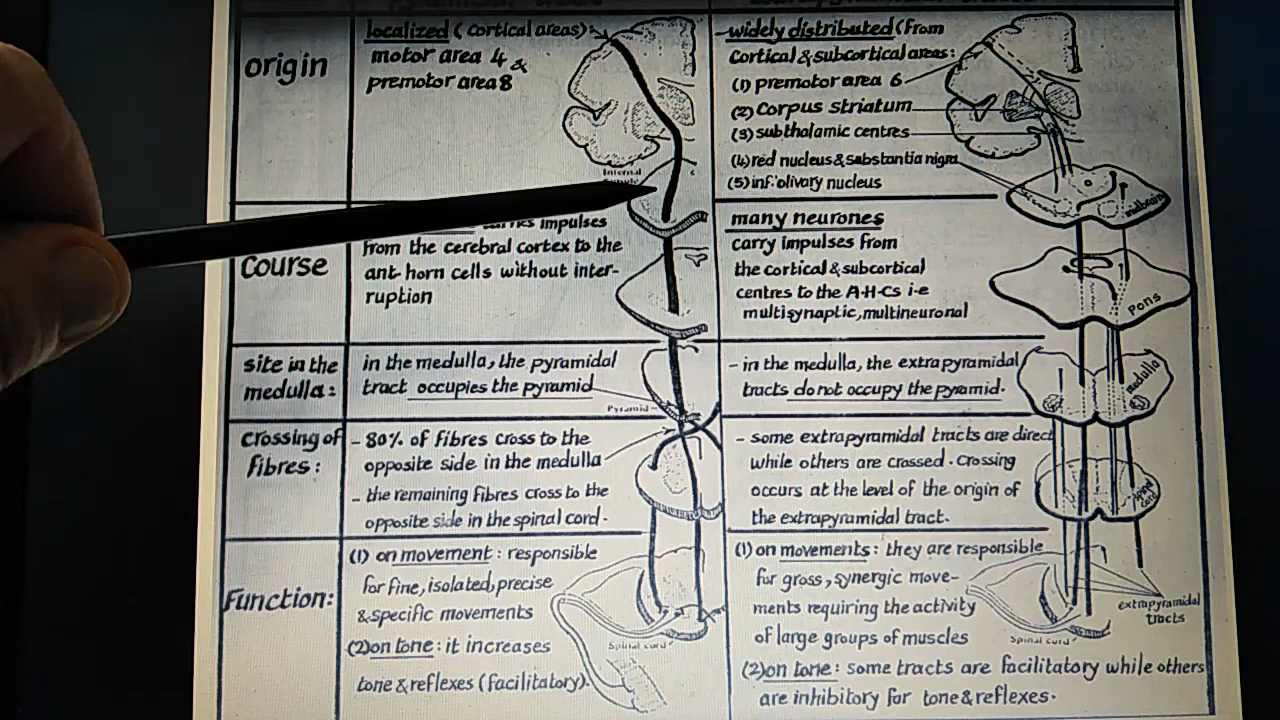 origin
localized (cortical areas):
motor area 4 &
premotor area 8
Internal
- widely distributed (from
Cortical & subcortical areas:
(1) premotor area 6
(2) Corpus striatum
(3) subthalamic centres
(4) red nucleus & substantia nigra
(5) inf. olivary nucleus
midbrain
Course
impulses
from the cerebral cortex to the
ant. horn cells without inter-
ruption
many neurones
carry impulses from
the cortical & subcortical
centres to the A.H.Cs i.e
multisynaptic, multineuronal
Pons
site in the
medulla:
in the medulla, the pyramidal
tract occupies the pyramid
Pyramid
- in the medulla, the extrapyramidal
tracts do not occupy the pyramid.
medulla
Crossing of
Fibres:
- 80% of fibres cross to the
opposite side in the medulla
- the remaining fibres cross to the
opposite side in the spinal cord.
- some extrapyramidal tracts are direct
while others are crossed. Crossing
occurs at the level of the origin of
the extrapyramidal tract.
spinal cord
Function:
(1) on movement: responsible
for fine, isolated, precise
& specific movements
(2) on tone: it increases
tone & reflexes (facilitatory).
Spinal cord
(1) on movements: they are responsible
for gross, synergic move-
ments requiring the activity
of large groups of muscles
(2) on tone: some tracts are facilitatory while others
are inhibitory for tone & reflexes.
extrapyramidal
tracts
Spinal cord